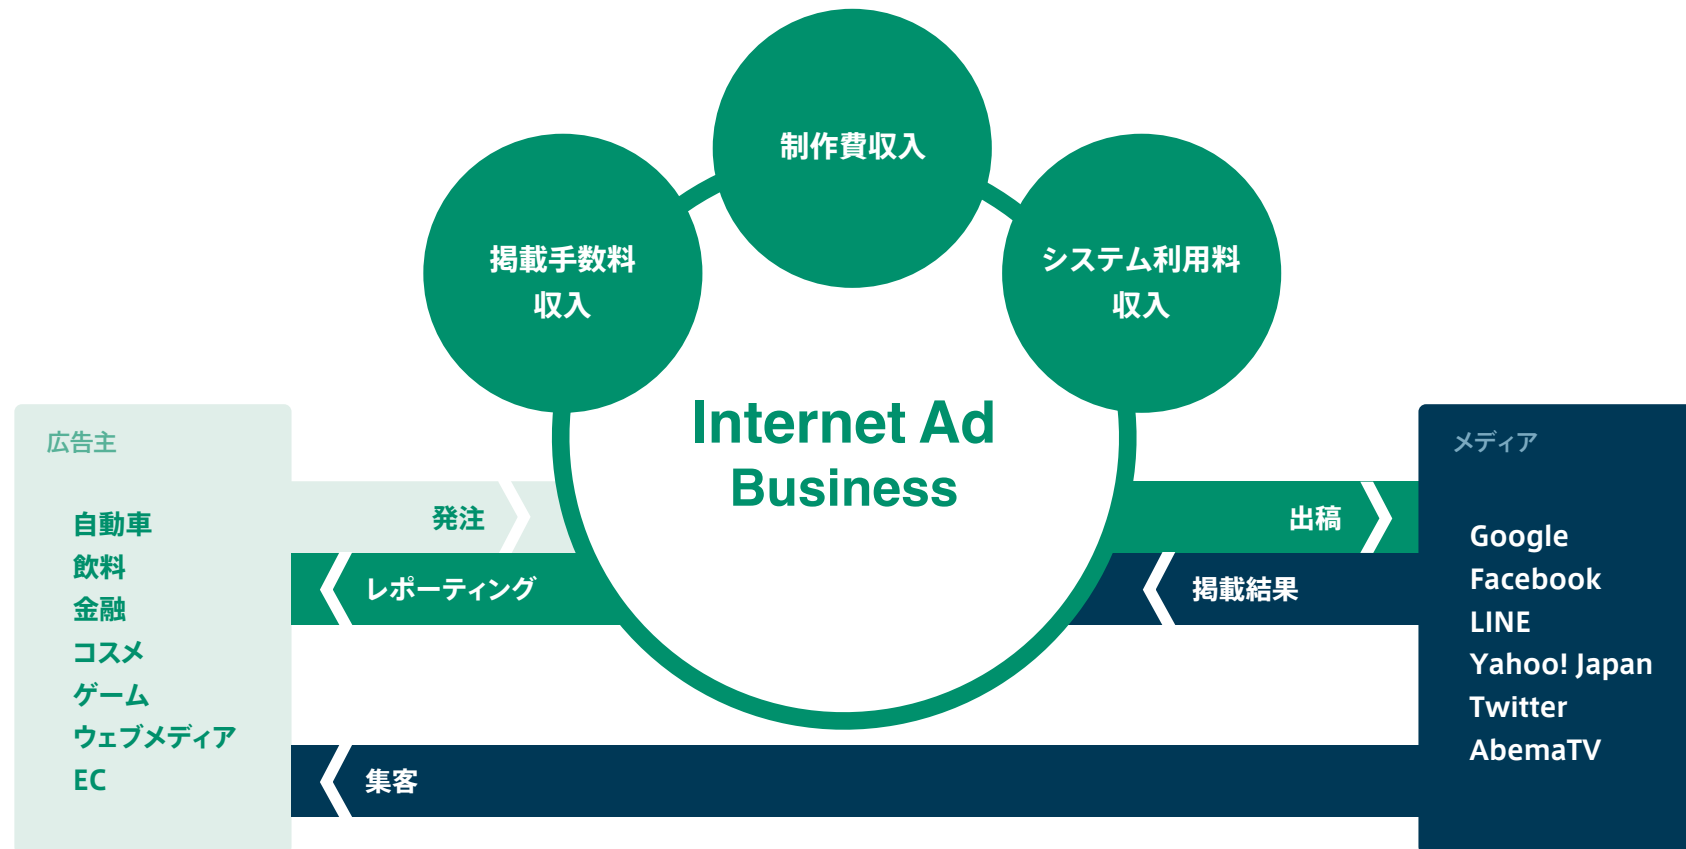 制作費収入
掲載手数料
収入
システム利用料
収入
Internet Ad
Business
広告主
自動車
飲料
金融
コスメ
ゲーム
ウェブメディア
EC
発注
レポーティング
集客
出稿
掲載結果
メディア
Google
Facebook
LINE
Yahoo! Japan
Twitter
AbemaTV